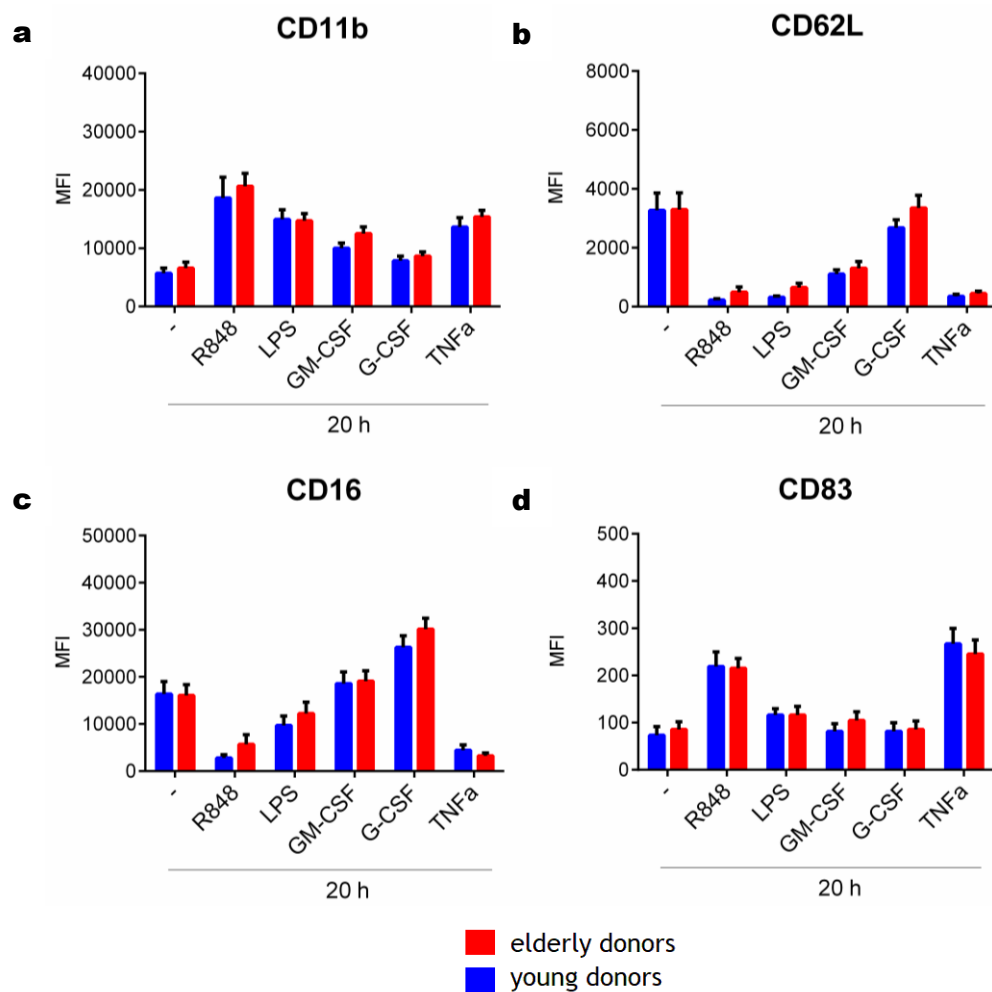 a
CD11b
MFI
40000
30000
20000
10000
0
-
R848
LPS
GM-CSF
G-CSF
TNFa
20 h
b
CD62L
MFI
8000
6000
4000
2000
0
-
R848
LPS
GM-CSF
G-CSF
TNFa
20 h
c
CD16
MFI
50000
40000
30000
20000
10000
0
-
R848
LPS
GM-CSF
G-CSF
TNFa
20 h
d
CD83
MFI
500
400
300
200
100
0
-
R848
LPS
GM-CSF
G-CSF
TNFa
20 h
elderly donors
young donors